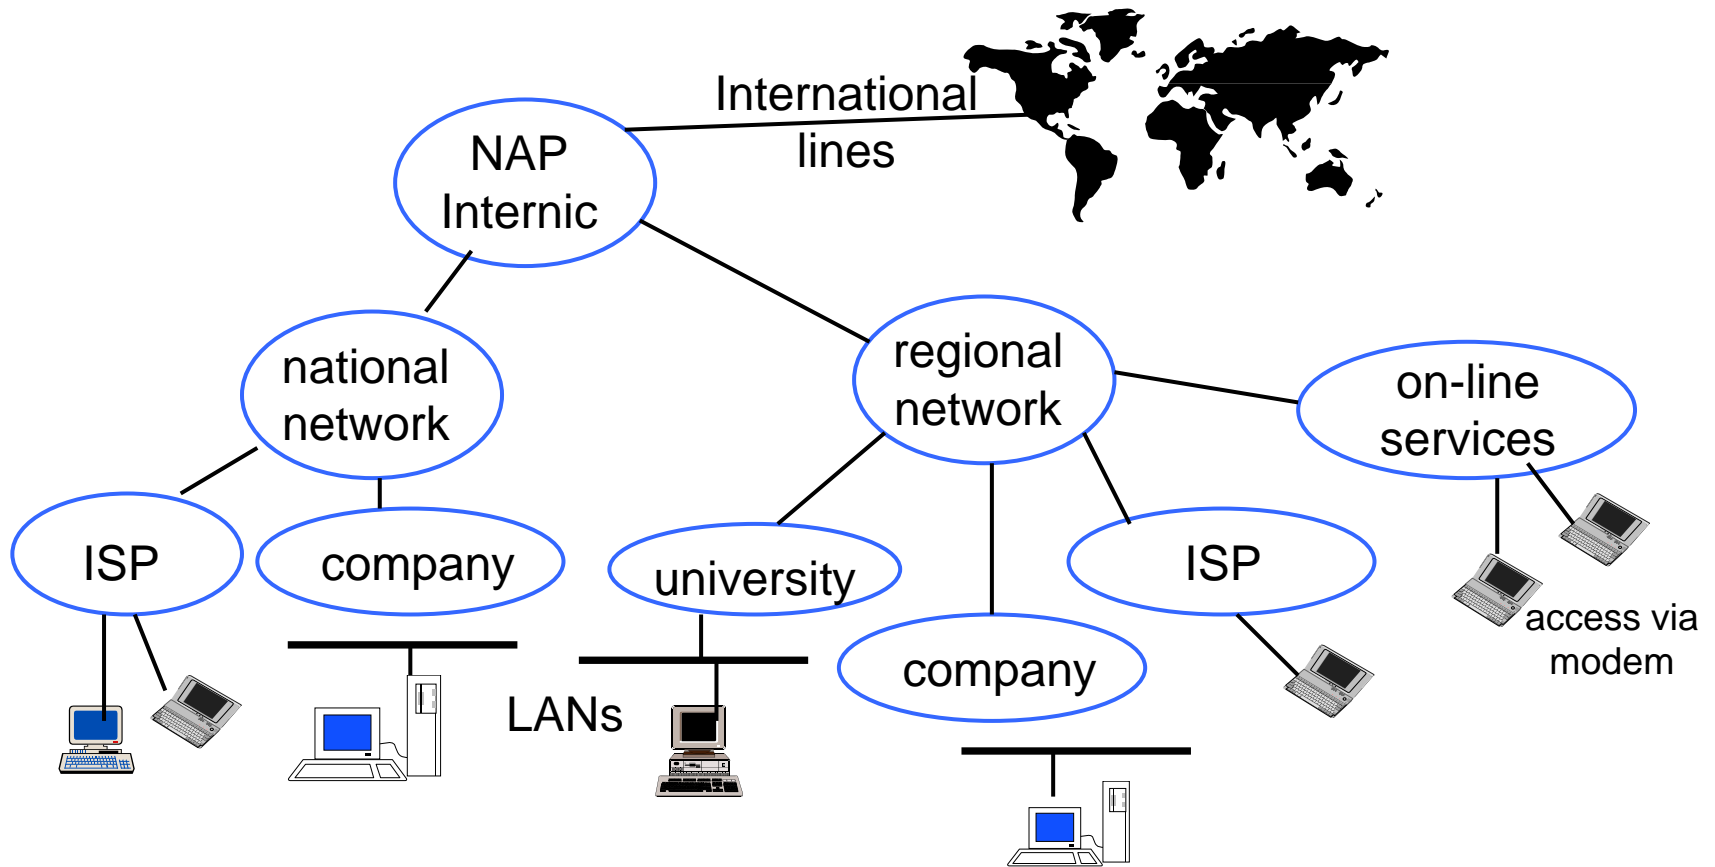 International
lines
NAP
Internic
national
network
regional
network
on-line
services
ISP
company
university
ISP
company
access via
modem
LANs